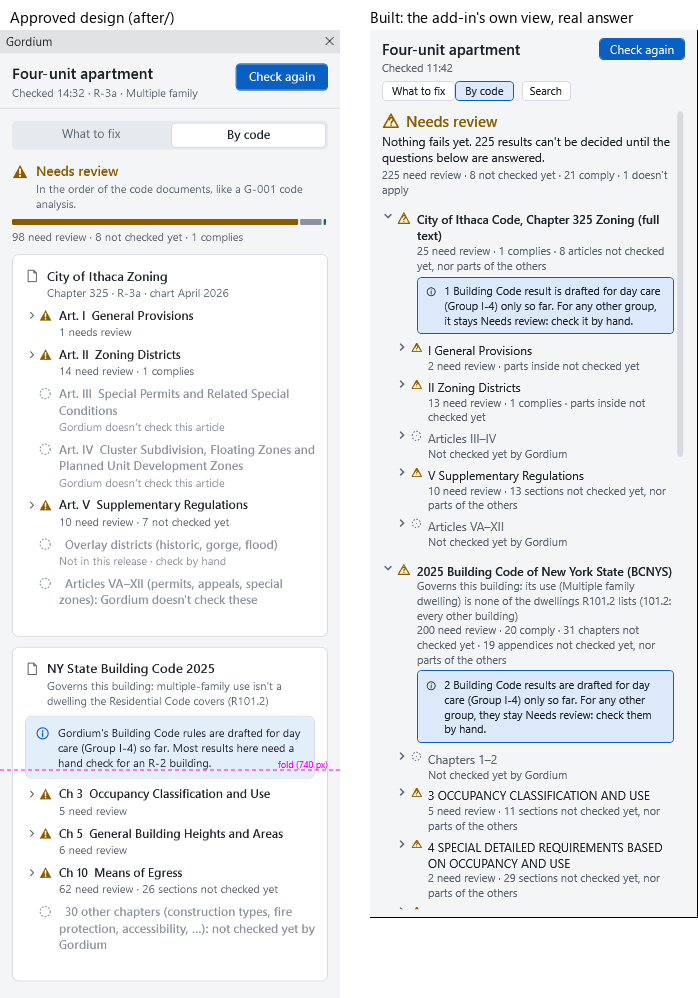 Approved design (after/)
Gordium
Four-unit apartment
Check again
Checked 14:32 · R-3a · Multiple family
What to fix
By code
Needs review
In the order of the code documents, like a G-001 code
analysis.
98 need review · 8 not checked yet · 1 complies
City of Ithaca Zoning
Chapter 325 · R-3a · chart April 2026
Art. I General Provisions
1 needs review
Art. II Zoning Districts
14 need review · 1 complies
Art. III Special Permits and Related Special
Conditions
Gordium doesn't check this article
Art. IV Cluster Subdivision, Floating Zones and
Planned Unit Development Zones
Gordium doesn't check this article
Art. V Supplementary Regulations
10 need review · 7 not checked yet
Overlay districts (historic, gorge, flood)
Not in this release · check by hand
Articles VA–XII (permits, appeals, special
zones): Gordium doesn't check these
NY State Building Code 2025
Governs this building: multiple-family use isn't a
dwelling the Residential Code covers (R101.2)
Gordium's Building Code rules are drafted for day
care (Group I-4) so far. Most results here need a
hand check for an R-2 building.
fold (740 px)
Ch 3 Occupancy Classification and Use
5 need review
Ch 5 General Building Heights and Areas
6 need review
Ch 10 Means of Egress
62 need review · 26 sections not checked yet
30 other chapters (construction types, fire
protection, accessibility, …): not checked yet by
Gordium
Built: the add-in's own view, real answer
Four-unit apartment
Check again
Checked 11:42
What to fix
By code
Search
Needs review
Nothing fails yet. 225 results can't be decided until the
questions below are answered.
225 need review · 8 not checked yet · 21 comply · 1 doesn't
apply
City of Ithaca Code, Chapter 325 Zoning (full
text)
25 need review · 1 complies · 8 articles not checked
yet, nor parts of the others
1 Building Code result is drafted for day care
(Group I-4) only so far. For any other group,
it stays Needs review: check it by hand.
I General Provisions
2 need review · parts inside not checked yet
II Zoning Districts
13 need review · 1 complies · parts inside not
checked yet
Articles III–IV
Not checked yet by Gordium
V Supplementary Regulations
10 need review · 13 sections not checked yet, nor
parts of the others
Articles VA–XII
Not checked yet by Gordium
2025 Building Code of New York State (BCNYS)
Governs this building: its use (Multiple family
dwelling) is none of the dwellings R101.2 lists (101.2:
every other building)
200 need review · 20 comply · 31 chapters not
checked yet · 19 appendices not checked yet, nor
parts of the others
2 Building Code results are drafted for day
care (Group I-4) only so far. For any other
group, they stay Needs review: check them
by hand.
Chapters 1–2
Not checked yet by Gordium
3 OCCUPANCY CLASSIFICATION AND USE
5 need review · 11 sections not checked yet, nor
parts of the others
4 SPECIAL DETAILED REQUIREMENTS BASED
ON OCCUPANCY AND USE
2 need review · 29 sections not checked yet, nor
parts of the others